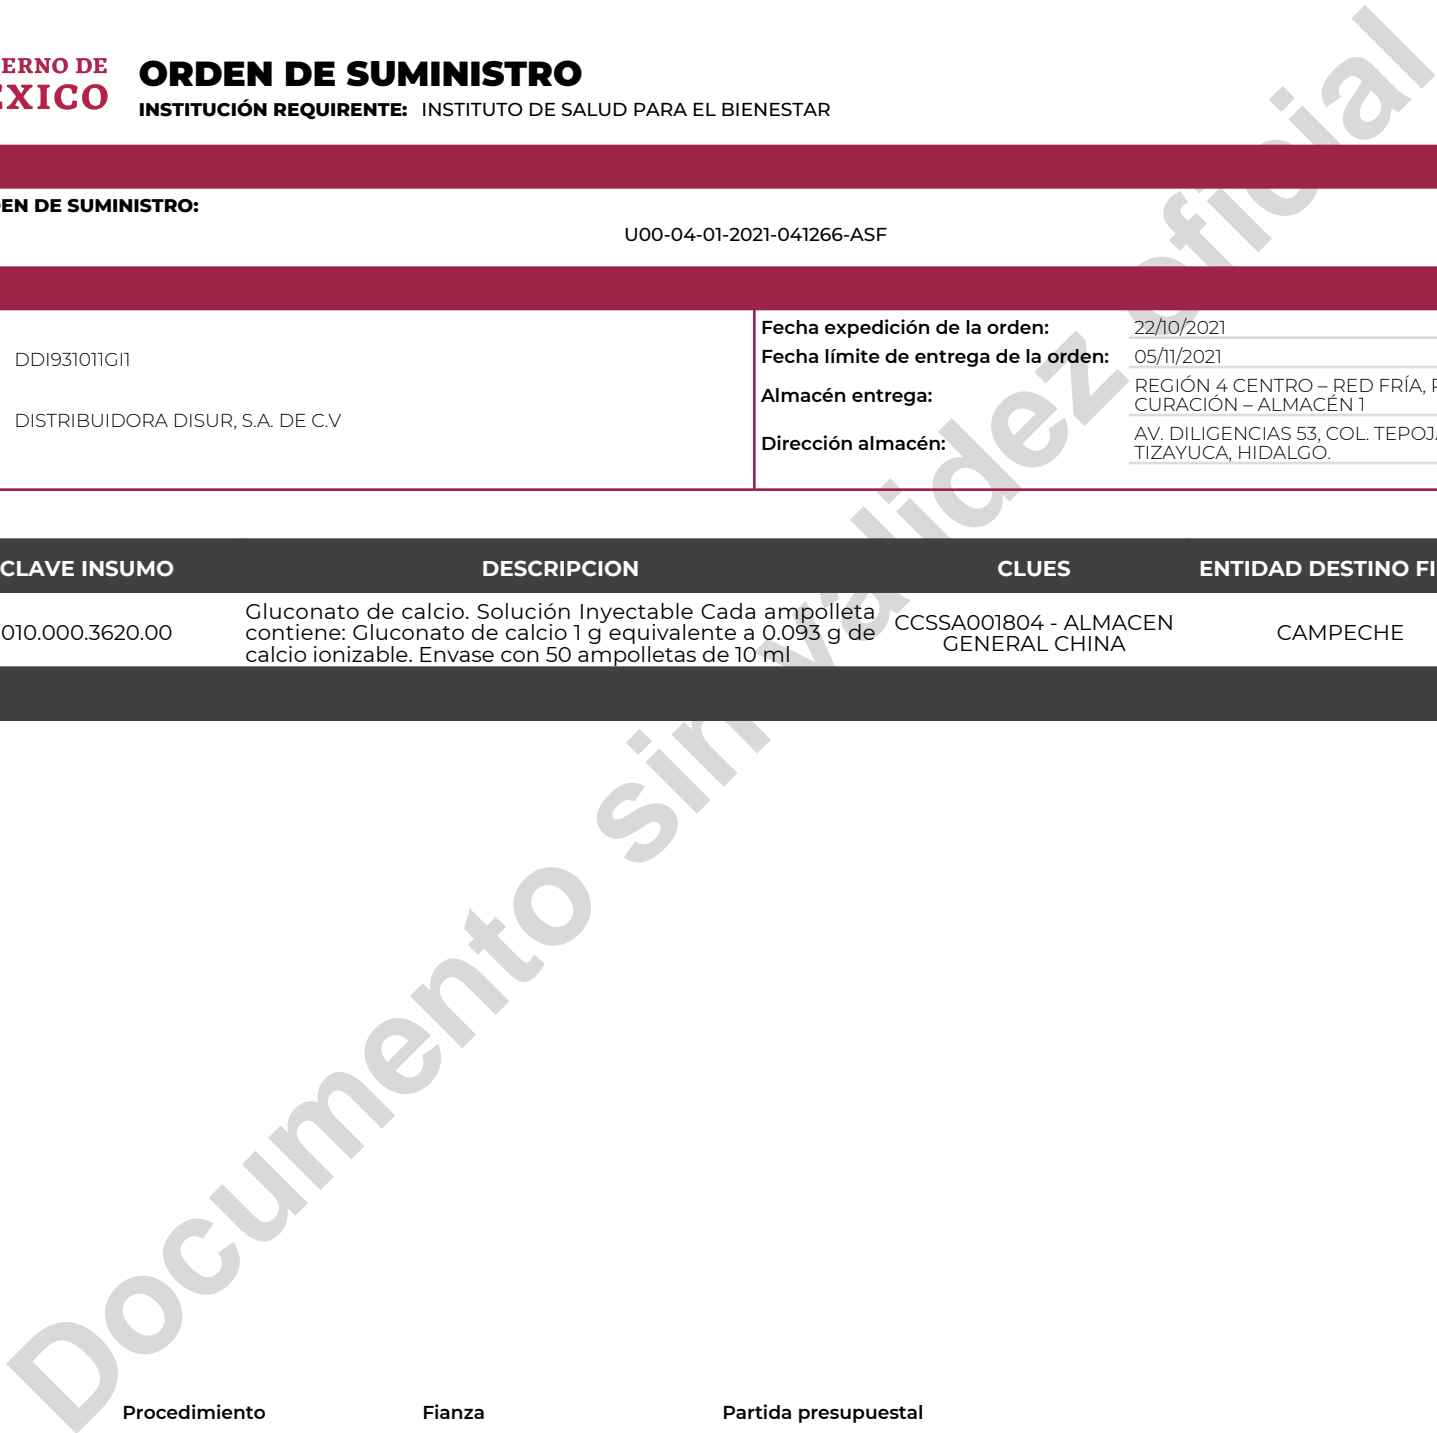 ERNO DE
EXICO
ORDEN DE SUMINISTRO
INSTITUCIÓN REQUIRENTE: INSTITUTO DE SALUD PARA EL BIENESTAR
EN DE SUMINISTRO:
U00-04-01-2021-041266-ASF
DDI931011GI1
DISTRIBUIDORA DISUR, S.A. DE C.V
Fecha expedición de la orden: 22/10/2021
Fecha límite de entrega de la orden: 05/11/2021
Almacén entrega: REGIÓN 4 CENTRO – RED FRÍA,
CURACIÓN – ALMACÉN 1
Dirección almacén: AV. DILIGENCIAS 53, COL. TEPOJ
TIZAYUCA, HIDALGO.
CLAVE INSUMO DESCRIPCION CLUES ENTIDAD DESTINO FI
010.000.3620.00
Gluconato de calcio. Solución Inyectable Cada ampolleta
contiene: Gluconato de calcio 1 g equivalente a 0.093 g de
calcio ionizable. Envase con 50 ampolletas de 10 ml
CCSSA001804 - ALMACEN
GENERAL CHINA
CAMPECHE
Documento sin validez oficial
Procedimiento Fianza Partida presupuestal